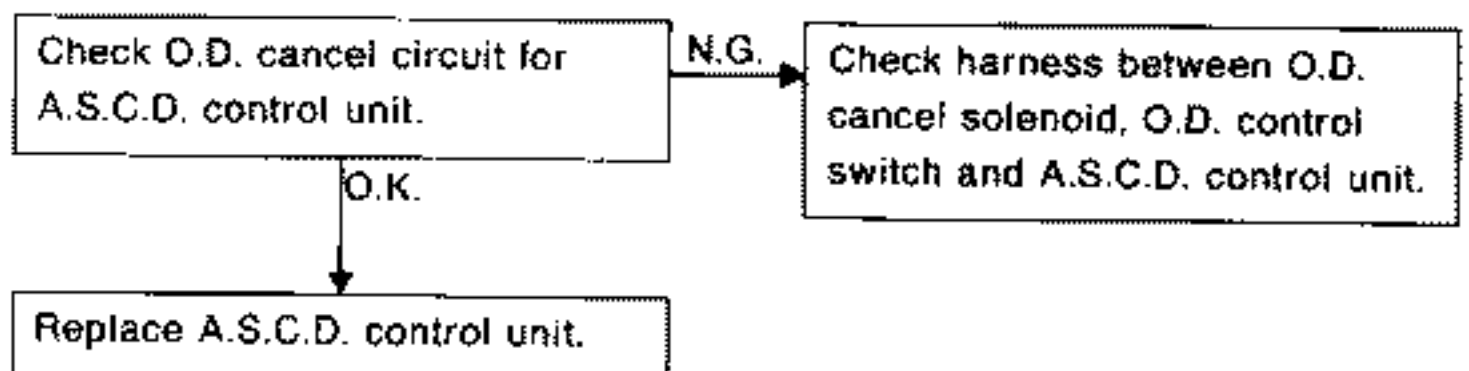 Check O.D. cancel circuit for
A.S.C.D. control unit.
N.G.
Check harness between O.D.
cancel solenoid, O.D. control
switch and A.S.C.D. control unit.
O.K.
Replace A.S.C.D. control unit.